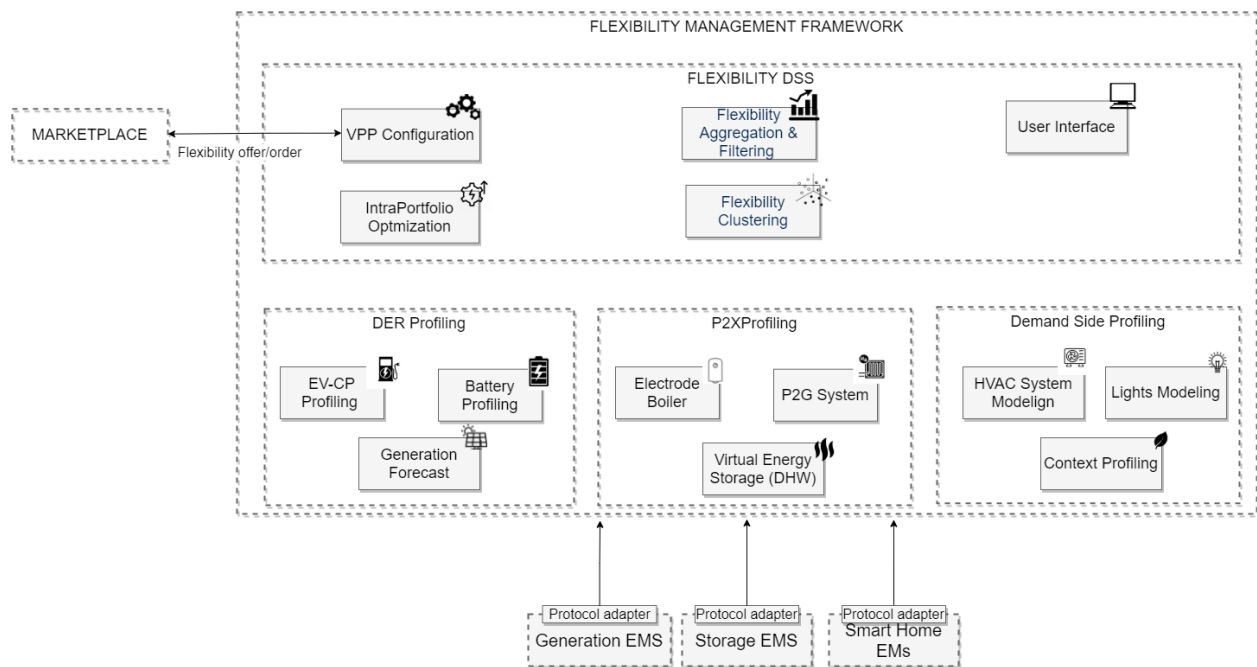 FLEXIBILITY MANAGEMENT FRAMEWORK
FLEXIBILITY DSS
MARKETPLACE
Flexibility offer/order
VPP Configuration
Flexibility
Aggregation &
Filtering
User Interface
IntraPortfolio
Optmization
Flexibility
Clustering
DER Profiling
EV-CP
Profiling
Battery
Profiling
Generation
Forecast
P2XProfiling
Electrode
Boiler
P2G System
Virtual Energy
Storage (DHW)
Demand Side Profiling
HVAC System
Modelign
Lights Modeling
Context Profiling
Protocol adapter
Generation EMS
Protocol adapter
Storage EMS
Protocol adapter
Smart Home
EMs